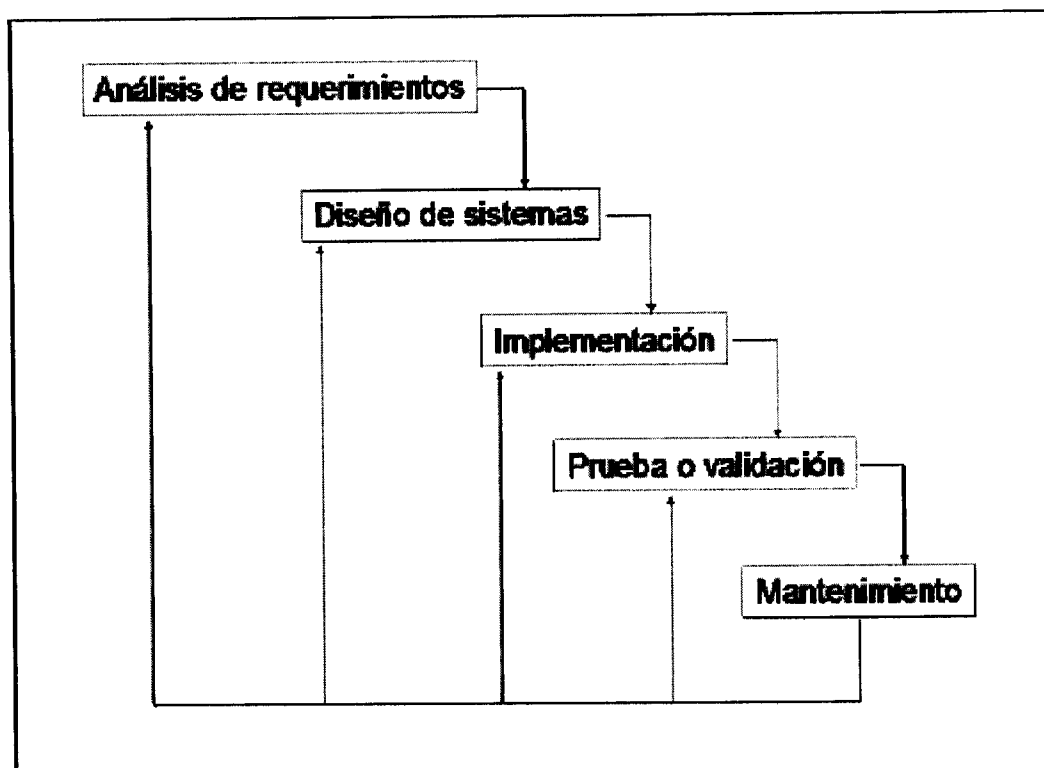 Análisis de requerimientos
Diseño de sistemas
Implementación
Prueba o validación
Mantenimiento